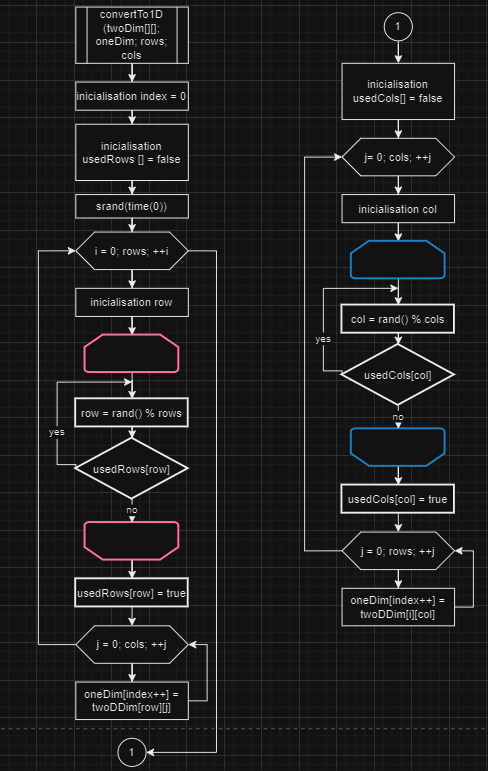 convertTo1D
(twoDim[][];
oneDim; rows;
cols
inicialisation index = 0
inicialisation
usedRows [] = false
srand(time(0))
i = 0; rows; ++i
inicialisation row
row = rand() % rows
yes
usedRows[row]
no
usedRows[row] = true
j = 0; cols; ++j
oneDim[index++] =
twoDDim[row][j]
1
1
inicialisation
usedCols[] = false
j= 0; cols; ++j
inicialisation col
col = rand() % cols
yes
usedCols[col]
no
usedCols[col] = true
j = 0; rows; ++j
oneDim[index++] =
twoDDim[i][col]